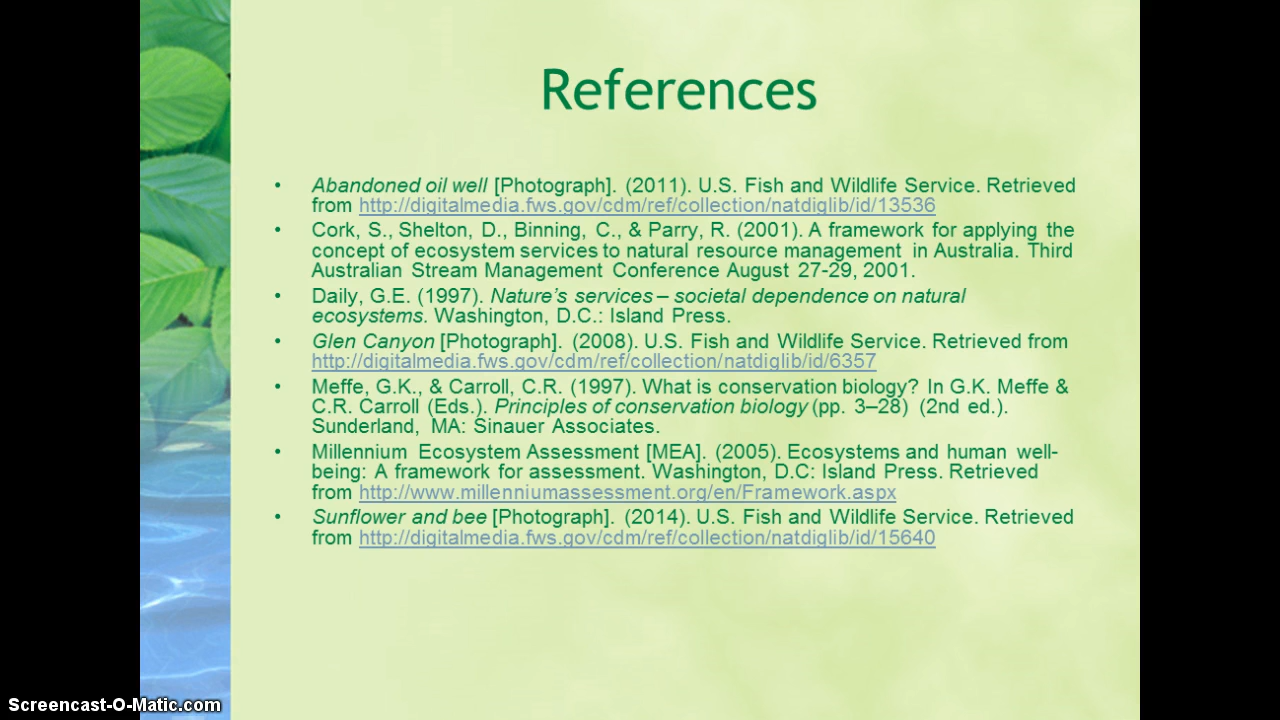 References
• Abandoned oil well [Photograph]. (2011). U.S. Fish and Wildlife Service. Retrieved
from http://digitalmedia.fws.gov/cdm/ref/collection/natdiglib/id/13536
• Cork, S., Shelton, D., Binning, C., & Parry, R. (2001). A framework for applying the
concept of ecosystem services to natural resource management in Australia. Third
Australian Stream Management Conference August 27-29, 2001.
• Daily, G.E. (1997). Nature's services – societal dependence on natural
ecosystems. Washington, D.C.: Island Press.
• Glen Canyon [Photograph]. (2008). U.S. Fish and Wildlife Service. Retrieved from
http://digitalmedia.fws.gov/cdm/ref/collection/natdiglib/id/6357
• Meffe, G.K., & Carroll, C.R. (1997). What is conservation biology? In G.K. Meffe &
C.R. Carroll (Eds.). Principles of conservation biology (pp. 3–28) (2nd ed.).
Sunderland, MA: Sinauer Associates.
• Millennium Ecosystem Assessment [MEA]. (2005). Ecosystems and human well-
being: A framework for assessment. Washington, D.C: Island Press. Retrieved
from http://www.millenniumassessment.org/en/Framework.aspx
• Sunflower and bee [Photograph]. (2014). U.S. Fish and Wildlife Service. Retrieved
from http://digitalmedia.fws.gov/cdm/ref/collection/natdiglib/id/15640
Screencast-O-Matic.com